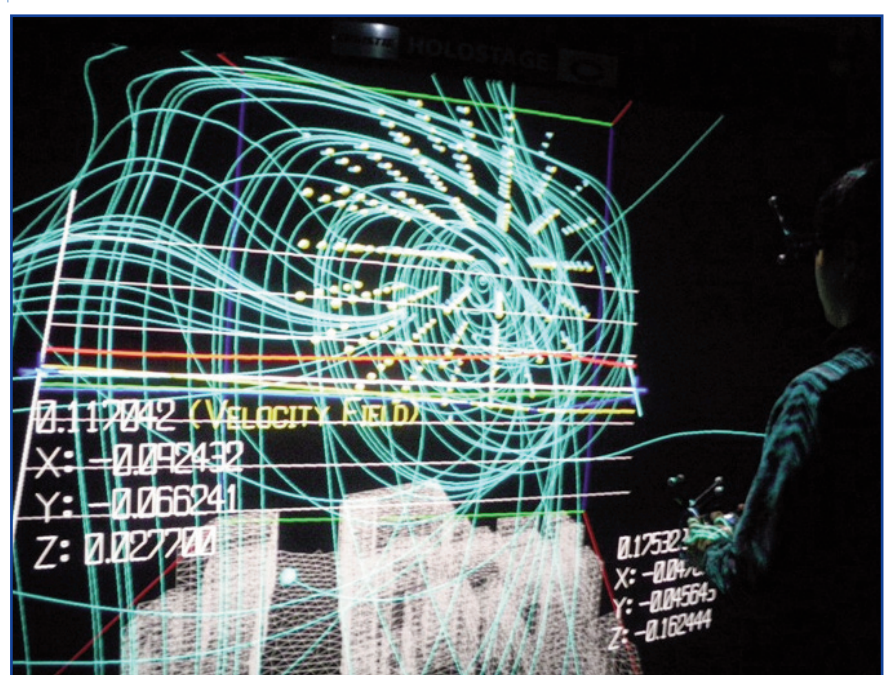 HOLOSTAGE
0.117042 (VELOCITY FIELD)
X: -0.092432
Y: -0.066241
Z: 0.027700
Y: -0.045645
Z: -0.162444